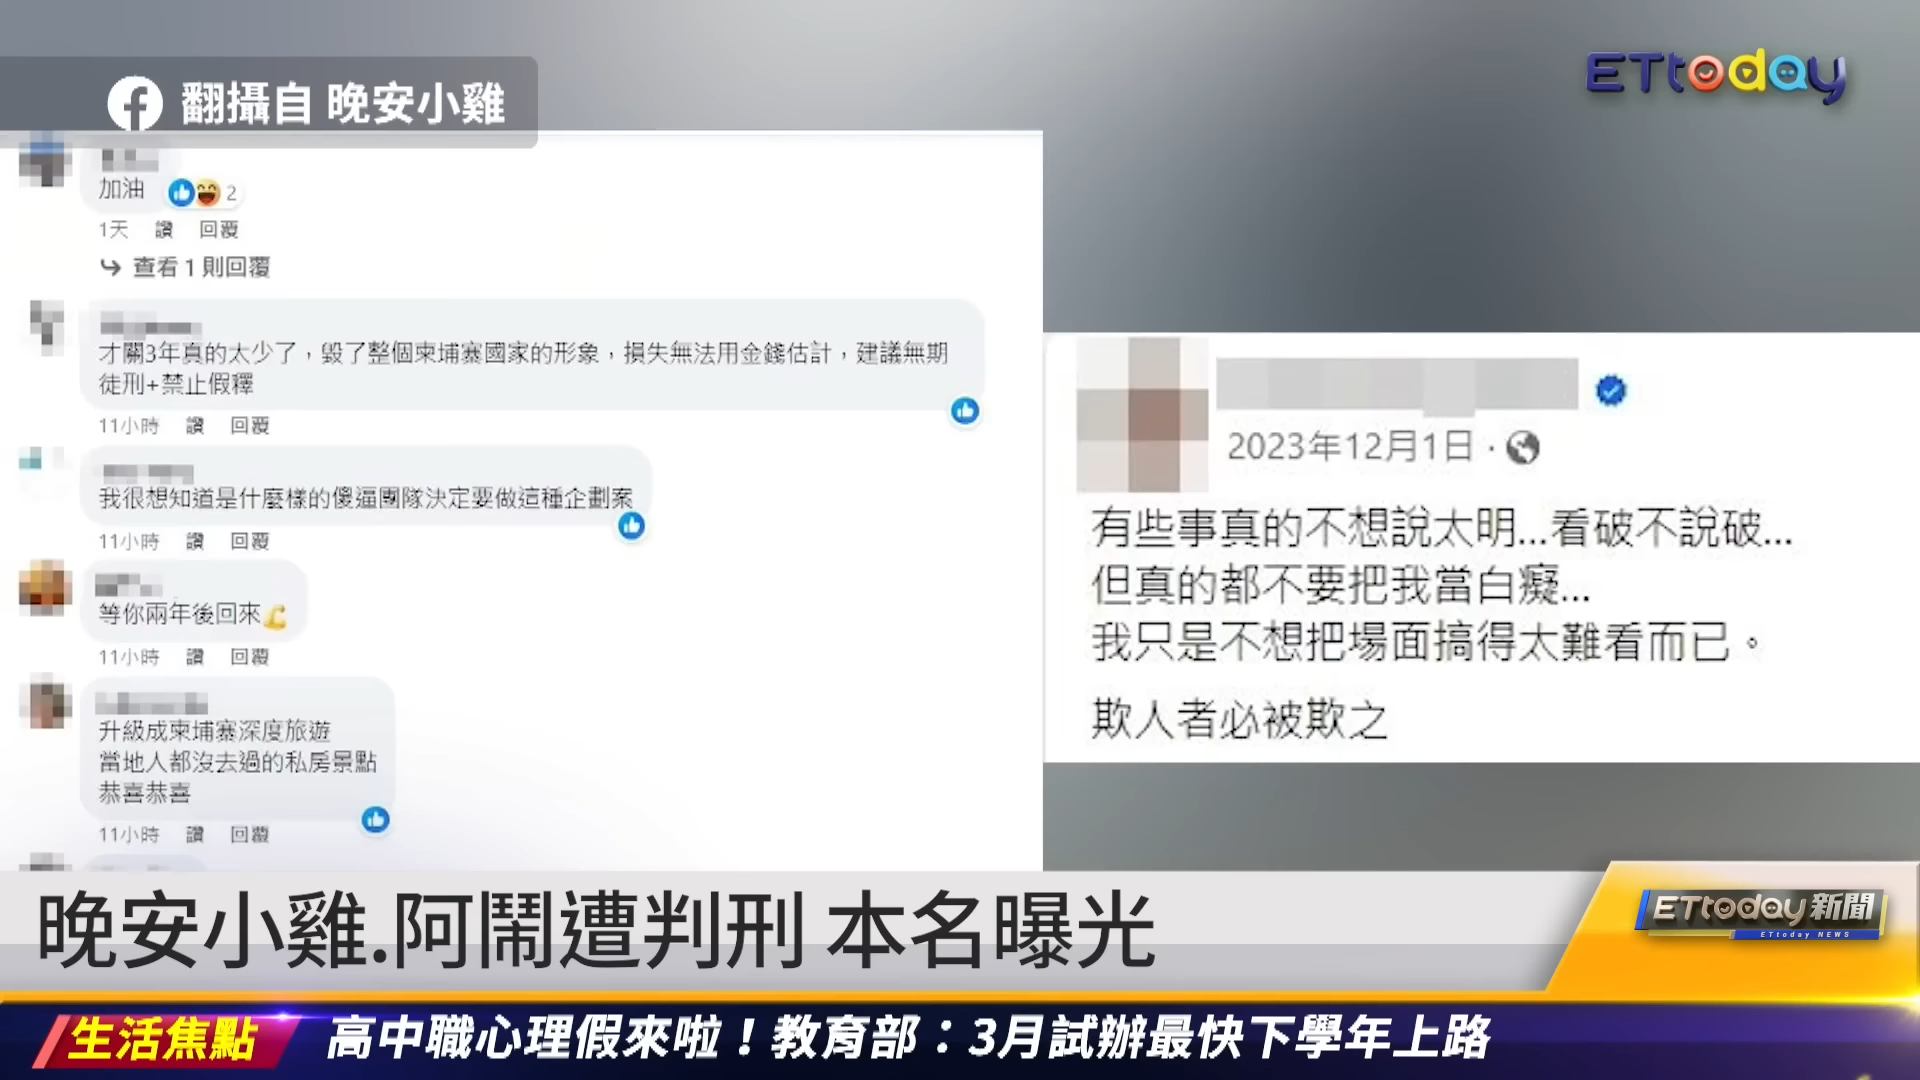 翻攝自 晚安小雞
ETtoday
加油
2
1天 讚 回覆
查看1則回覆
才關3年真的太少了，毀了整個柬埔寨國家的形象，損失無法用金錢估計，建議無期
徒刑+禁止假釋
11小時 讚 回覆
我很想知道是什麼樣的傻逼團隊決定要做這種企劃案
11小時 讚 回覆
等你兩年後回來
11小時 讚 回覆
升級成柬埔寨深度旅遊
當地人都沒去過的私房景點
恭喜恭喜
11小時 讚 回覆
2023年12月1日 ·
有些事真的不想說太明...看破不說破...
但真的都不要把我當白癡...
我只是不想把場面搞得太難看而已。
欺人者必被欺之
晚安小雞.阿鬧遭判刑 本名曝光
ETtoday新聞
ETtoday NEWS
生活焦點
高中職心理假來啦！教育部：3月試辦最快下學年上路